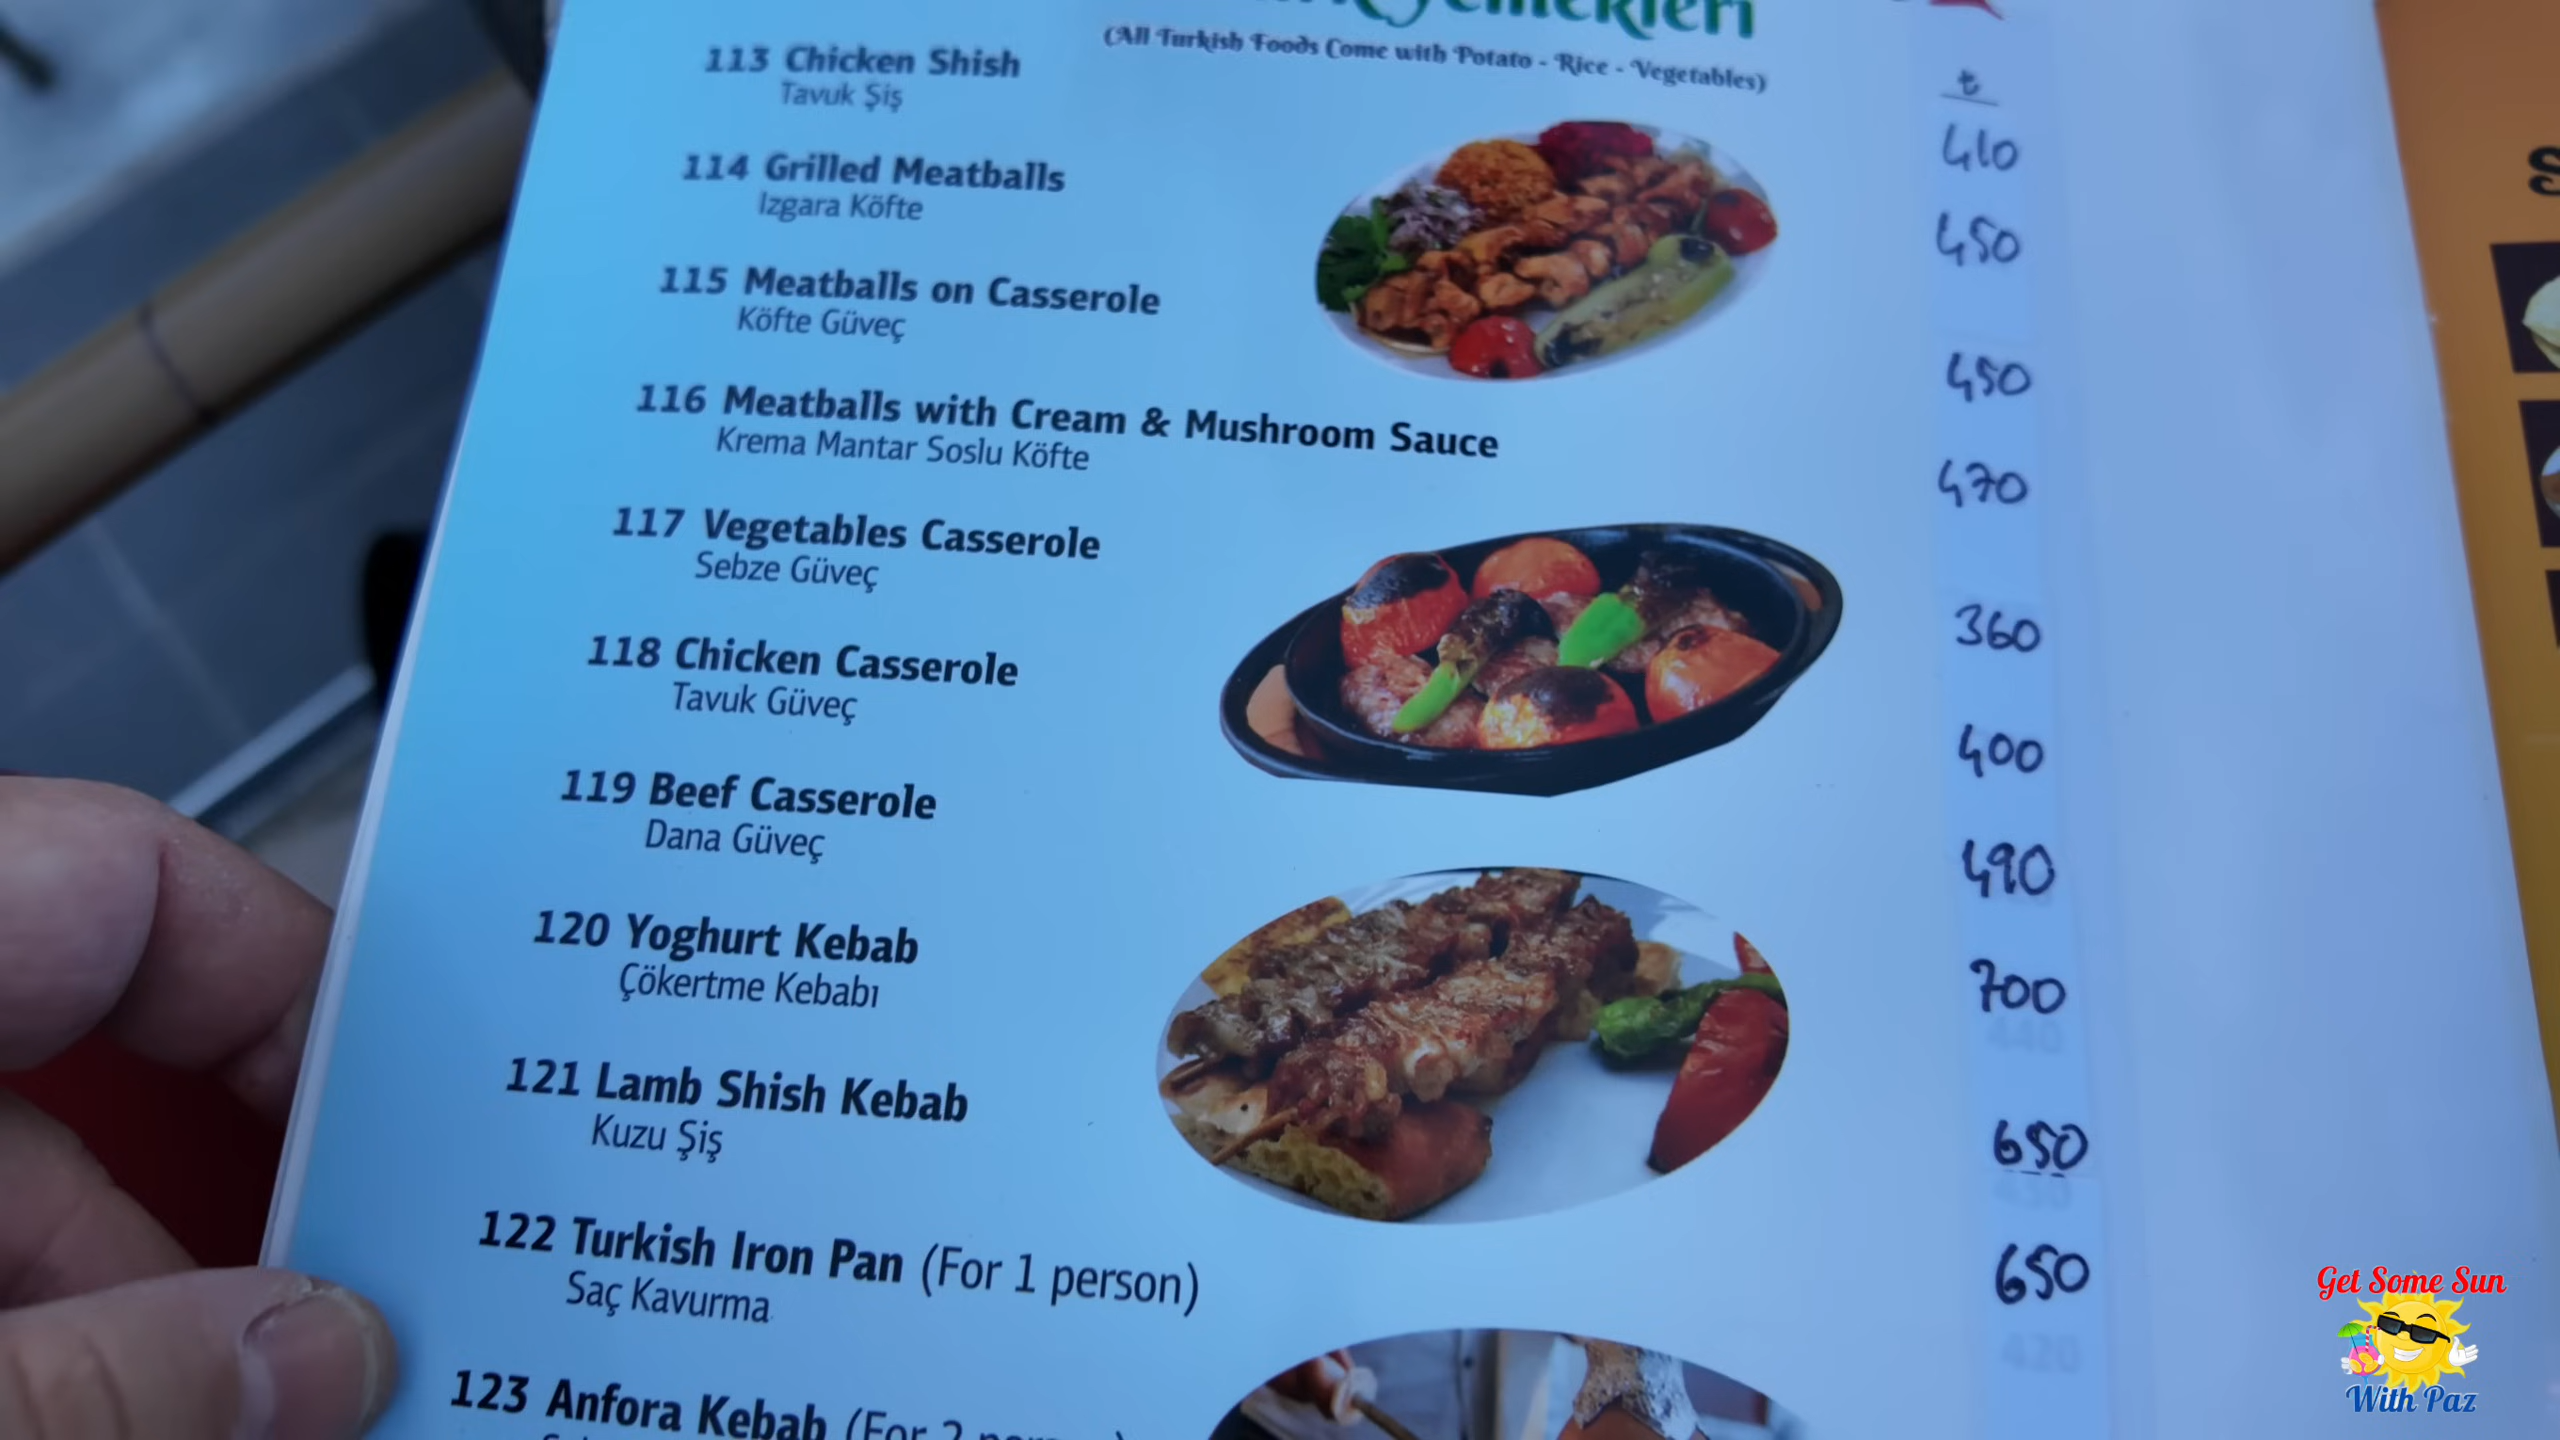 (All Turkish Foods Come with Potato - Rice - Vegetables)
₺
113 Chicken Shish 410
Tavuk Şiş
114 Grilled Meatballs 450
Izgara Köfte
115 Meatballs on Casserole 450
Köfte Güveç
116 Meatballs with Cream & Mushroom Sauce 470
Krema Mantar Soslu Köfte
117 Vegetables Casserole 360
Sebze Güveç
118 Chicken Casserole 400
Tavuk Güveç
119 Beef Casserole 490
Dana Güveç
120 Yoghurt Kebab 700
Çökertme Kebabı
440
121 Lamb Shish Kebab 650
Kuzu Şiş
430
122 Turkish Iron Pan (For 1 person) 650
Saç Kavurma
420
123 Anfora Kebab (For 2
Get Some Sun
With Paz